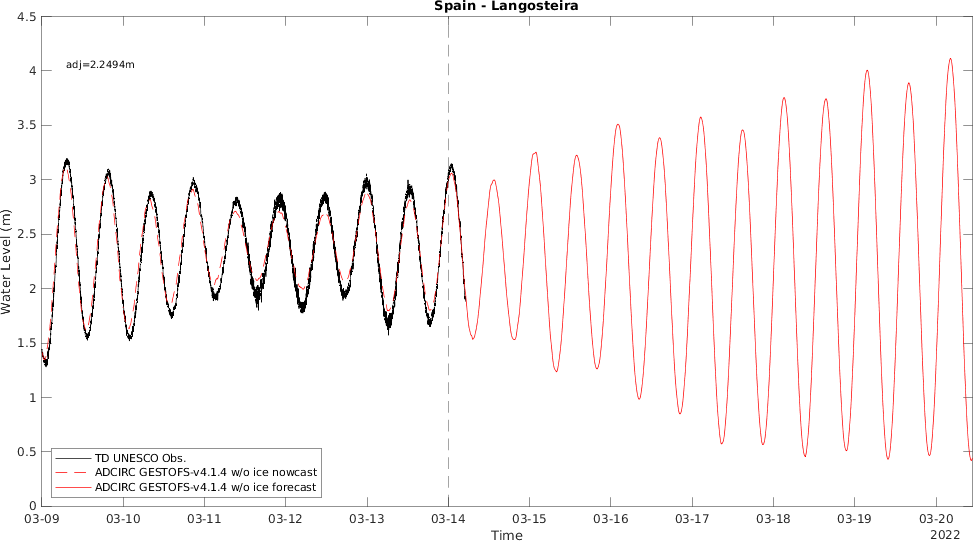 Spain - Langosteira
4.5
4
3.5
3
2.5
2
1.5
1
0.5
0
Water Level (m)
adj=2.2494m
TD UNESCO Obs.
ADCIRC GESTOFS-v4.1.4 w/o ice nowcast
ADCIRC GESTOFS-v4.1.4 w/o ice forecast
03-09 03-10 03-11 03-12 03-13 03-14 03-15 03-16 03-17 03-18 03-19 03-20
Time
2022